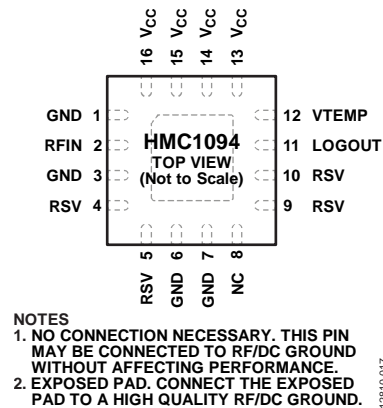 16 VCC
15 VCC
14 VCC
13 VCC
GND 1
RFIN 2
GND 3
RSV 4
HMC1094
TOP VIEW
(Not to Scale)
12 VTEMP
11 LOGOUT
10 RSV
9 RSV
RSV 5
GND 6
GND 7
NC 8
NOTES
1. NO CONNECTION NECESSARY. THIS PIN
MAY BE CONNECTED TO RF/DC GROUND
WITHOUT AFFECTING PERFORMANCE.
2. EXPOSED PAD. CONNECT THE EXPOSED
PAD TO A HIGH QUALITY RF/DC GROUND.